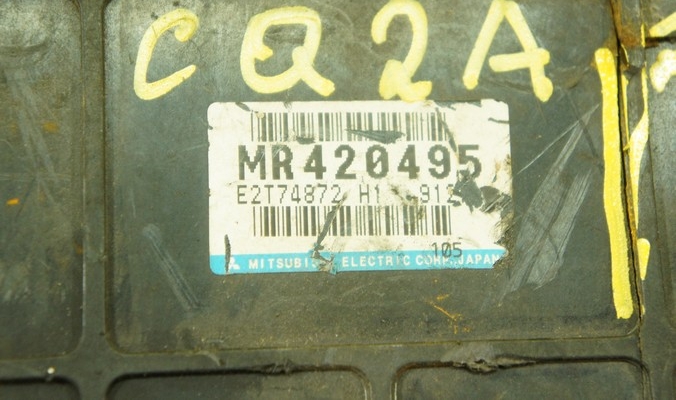 CQ2A
MR420495
E2T74872 H1
105
MITSUBISHI ELECTRIC CORP. JAPAN